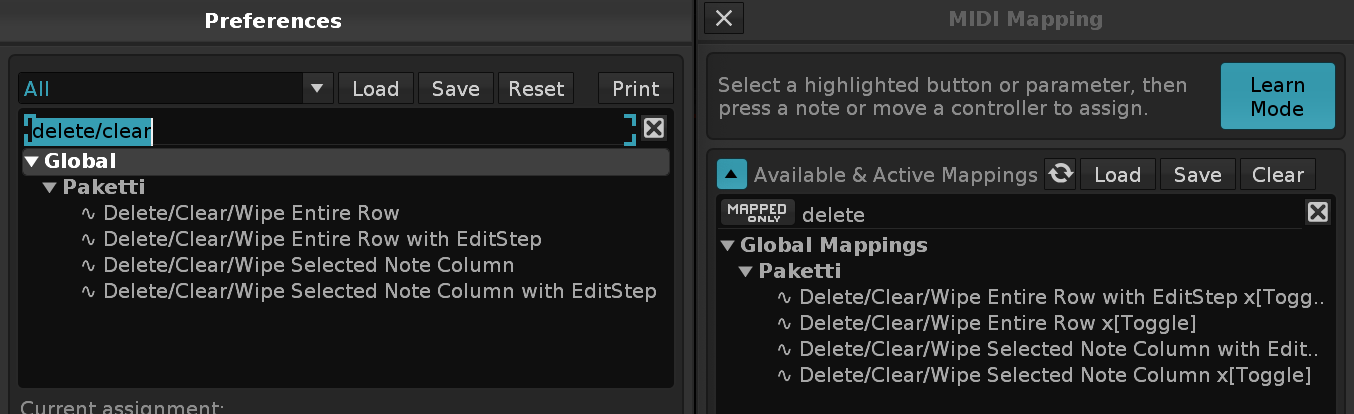 Preferences
All
Load
Save
Reset
Print
delete/clear
Global
Paketti
Delete/Clear/Wipe Entire Row
Delete/Clear/Wipe Entire Row with EditStep
Delete/Clear/Wipe Selected Note Column
Delete/Clear/Wipe Selected Note Column with EditStep
Current assignment:
MIDI Mapping
Select a highlighted button or parameter, then
press a note or move a controller to assign.
Learn
Mode
Available & Active Mappings
Load
Save
Clear
MAPPED
ONLY
delete
Global Mappings
Paketti
Delete/Clear/Wipe Entire Row with EditStep x[Togg..
Delete/Clear/Wipe Entire Row x[Toggle]
Delete/Clear/Wipe Selected Note Column with Edit..
Delete/Clear/Wipe Selected Note Column x[Toggle]